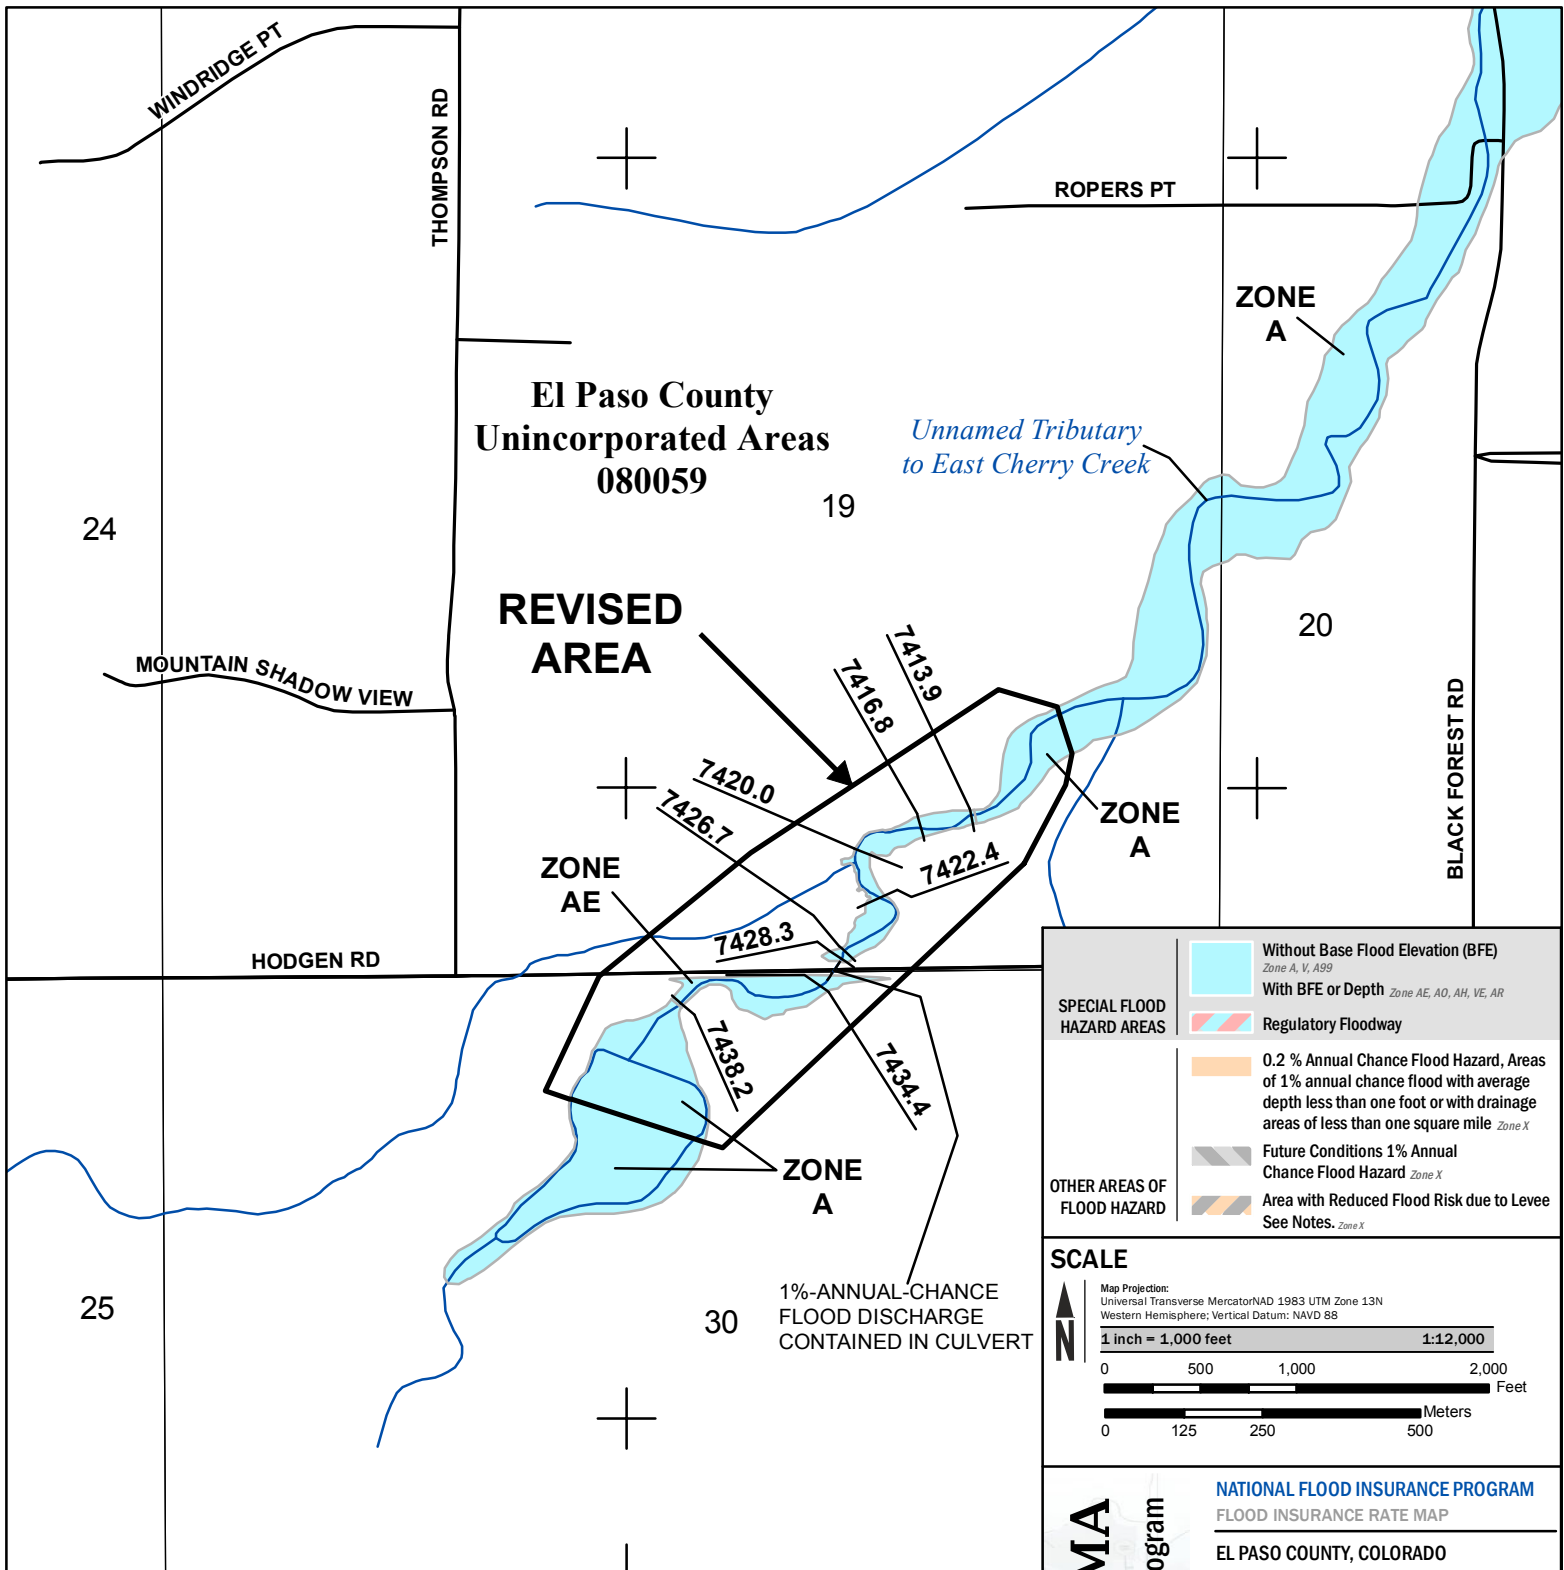 WINDRIDGE PT
THOMPSON RD
ROPERS PT
ZONE
A
El Paso County
Unincorporated Areas
080059
Unnamed Tributary
to East Cherry Creek
19
24
REVISED
AREA
20
MOUNTAIN SHADOW VIEW
7413.9
7416.8
BLACK FOREST RD
7420.0
7426.7
ZONE
A
7422.4
ZONE
AE
7428.3
HODGEN RD
7438.2
7434.4
ZONE
A
25
30
1%-ANNUAL-CHANCE
FLOOD DISCHARGE
CONTAINED IN CULVERT
SPECIAL FLOOD
HAZARD AREAS
Without Base Flood Elevation (BFE)
Zone A, V, A99
With BFE or Depth Zone AE, AO, AH, VE, AR
Regulatory Floodway
OTHER AREAS OF
FLOOD HAZARD
0.2 % Annual Chance Flood Hazard, Areas
of 1% annual chance flood with average
depth less than one foot or with drainage
areas of less than one square mile Zone X
Future Conditions 1% Annual
Chance Flood Hazard Zone X
Area with Reduced Flood Risk due to Levee
See Notes. Zone X
SCALE
N
Map Projection:
Universal Transverse MercatorNAD 1983 UTM Zone 13N
Western Hemisphere; Vertical Datum: NAVD 88
1 inch = 1,000 feet 1:12,000
0 500 1,000 2,000
Feet
Meters
0 125 250 500
MA
ogram
NATIONAL FLOOD INSURANCE PROGRAM
FLOOD INSURANCE RATE MAP
EL PASO COUNTY, COLORADO